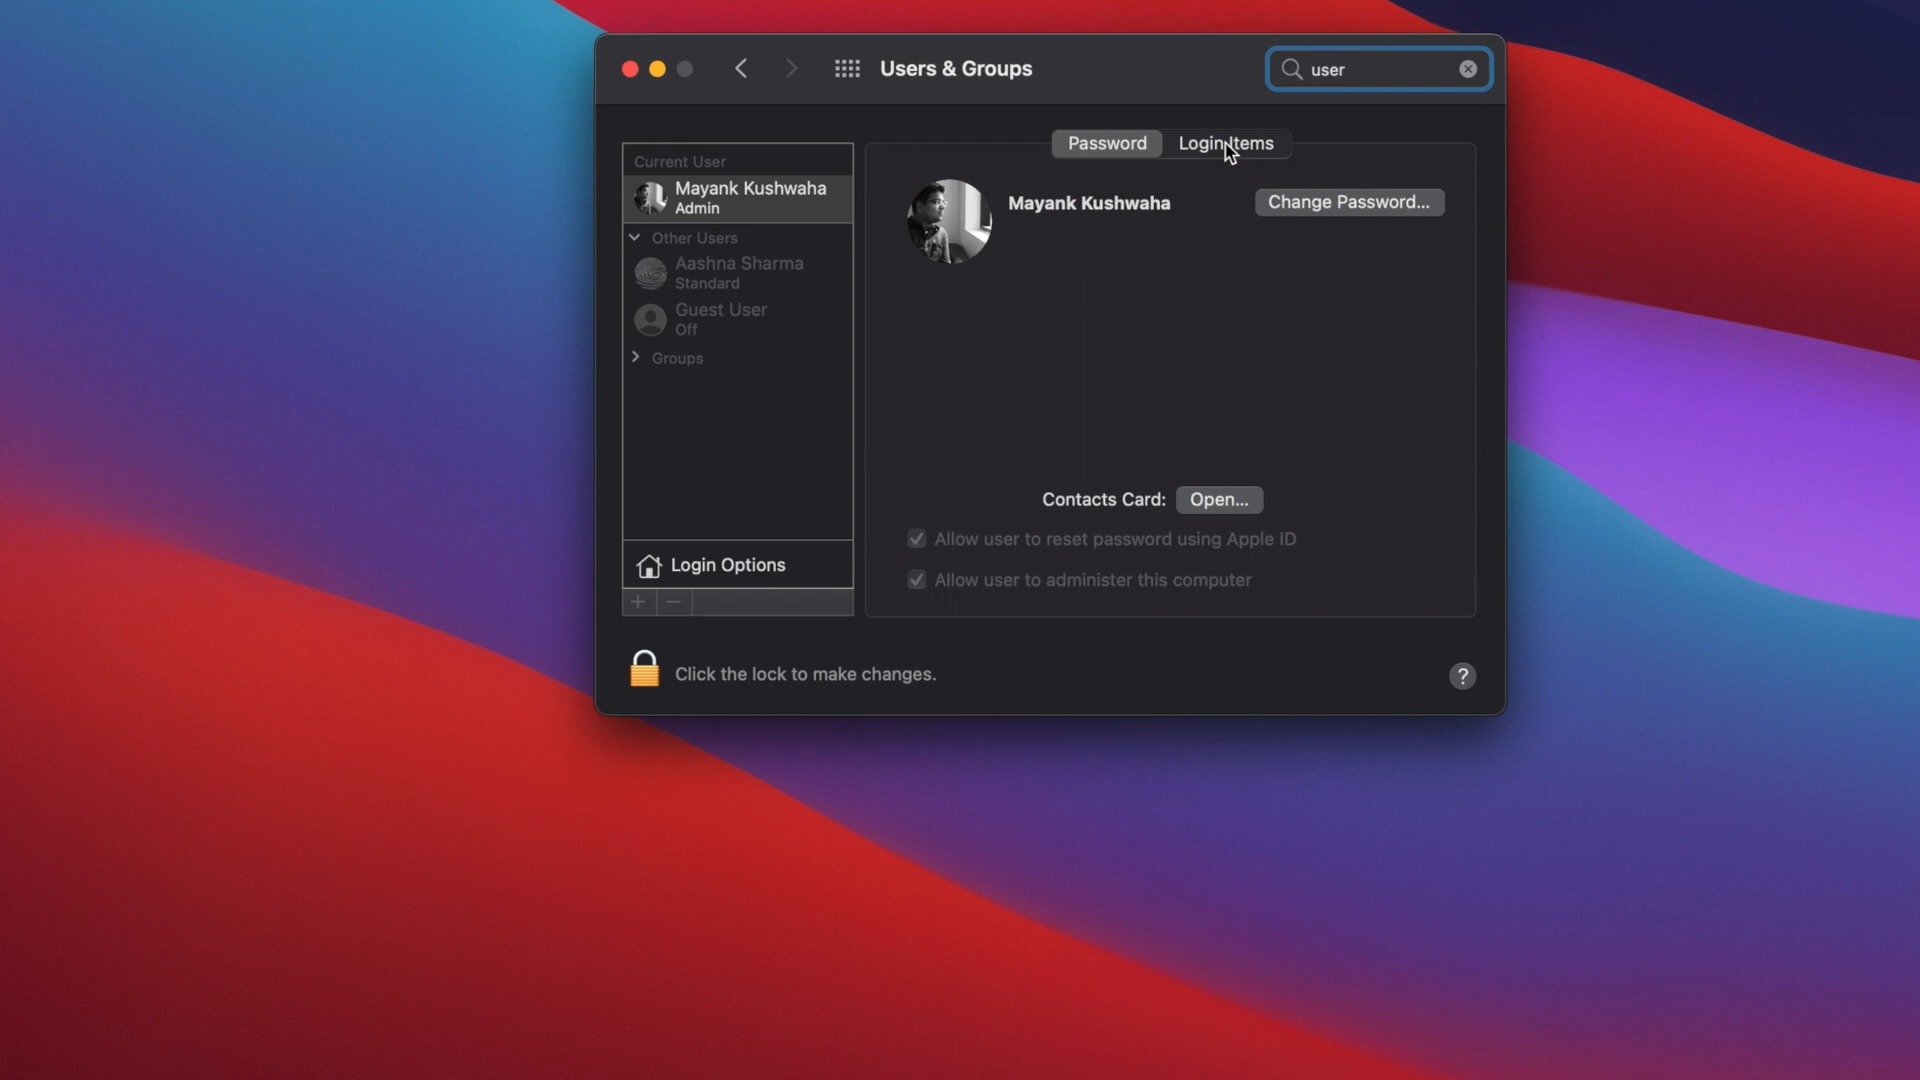 Users & Groups
user
Password
Login Items
Current User
Mayank Kushwaha
Admin
Other Users
Aashna Sharma
Standard
Guest User
Off
Groups
Login Options
Mayank Kushwaha
Change Password...
Contacts Card:
Open...
Allow user to reset password using Apple ID
Allow user to administer this computer
Click the lock to make changes.
?